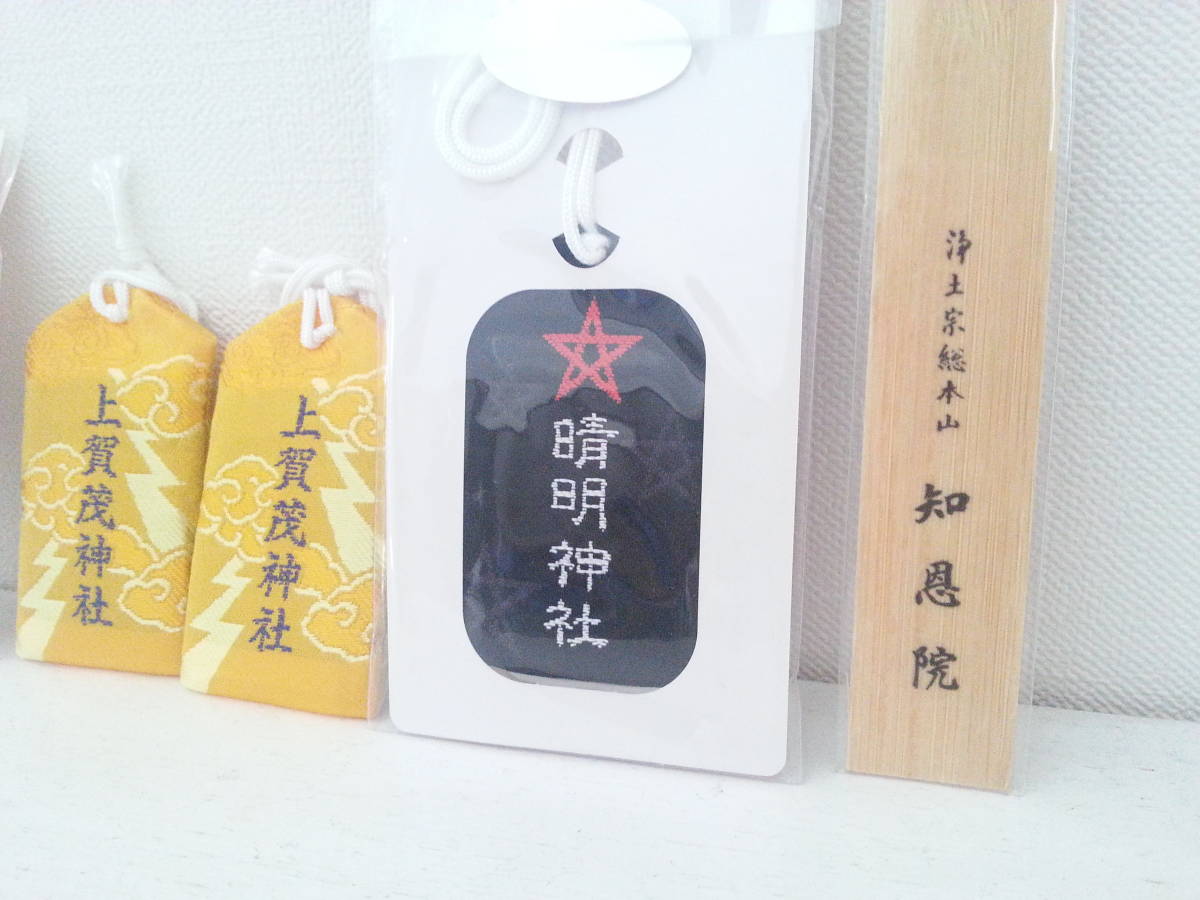 上賀茂神社
上賀茂神社
晴明神社
浄土宗総本山 知恩院